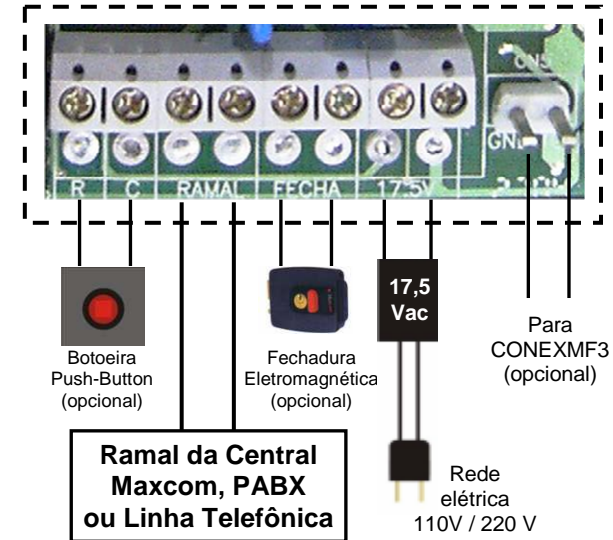 CN5
GND
R C RAMAL FECHA 17.5V
Botoeira
Push-Button
(opcional)
Fechadura
Eletromagnética
(opcional)
17,5
Vac
Para
CONEXMF3
(opcional)
Ramal da Central
Maxcom, PABX
ou Linha Telefônica
Rede
elétrica
110V / 220 V